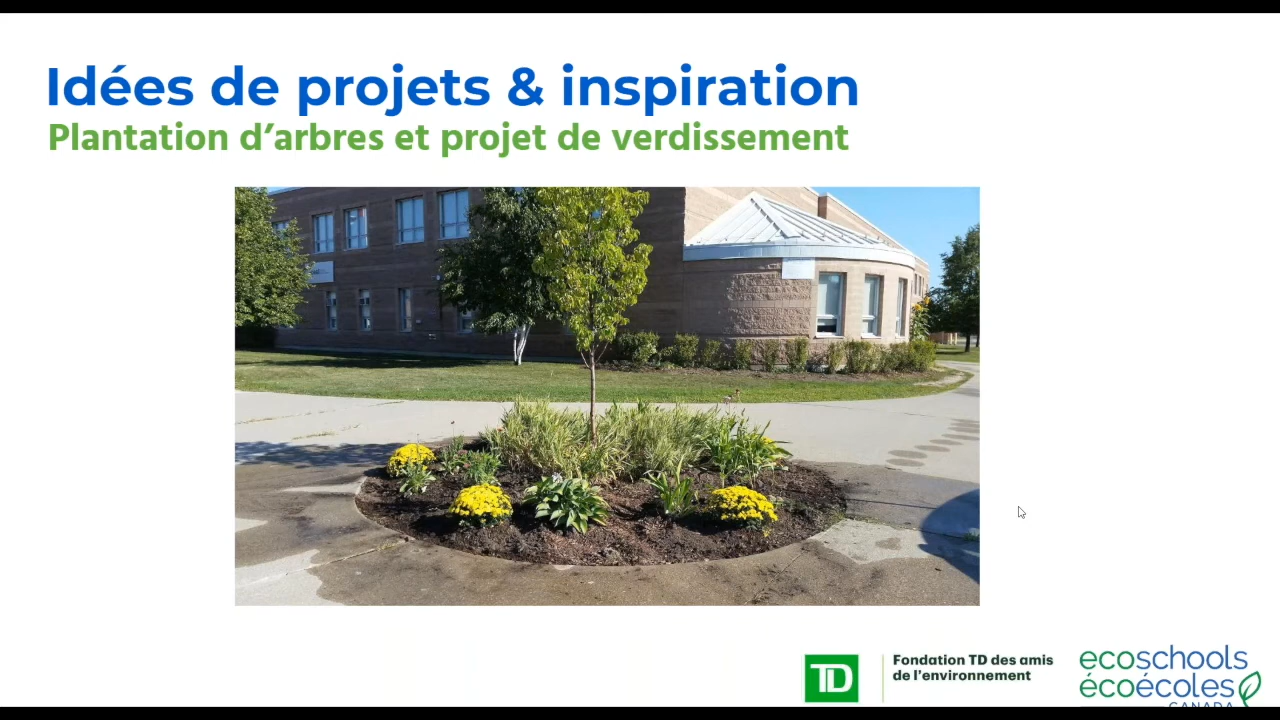 Idées de projets & inspiration
Plantation d’arbres et projet de verdissement
TD
Fondation TD des amis
de l’environnement
ecoschools
écoécoles
CANADA